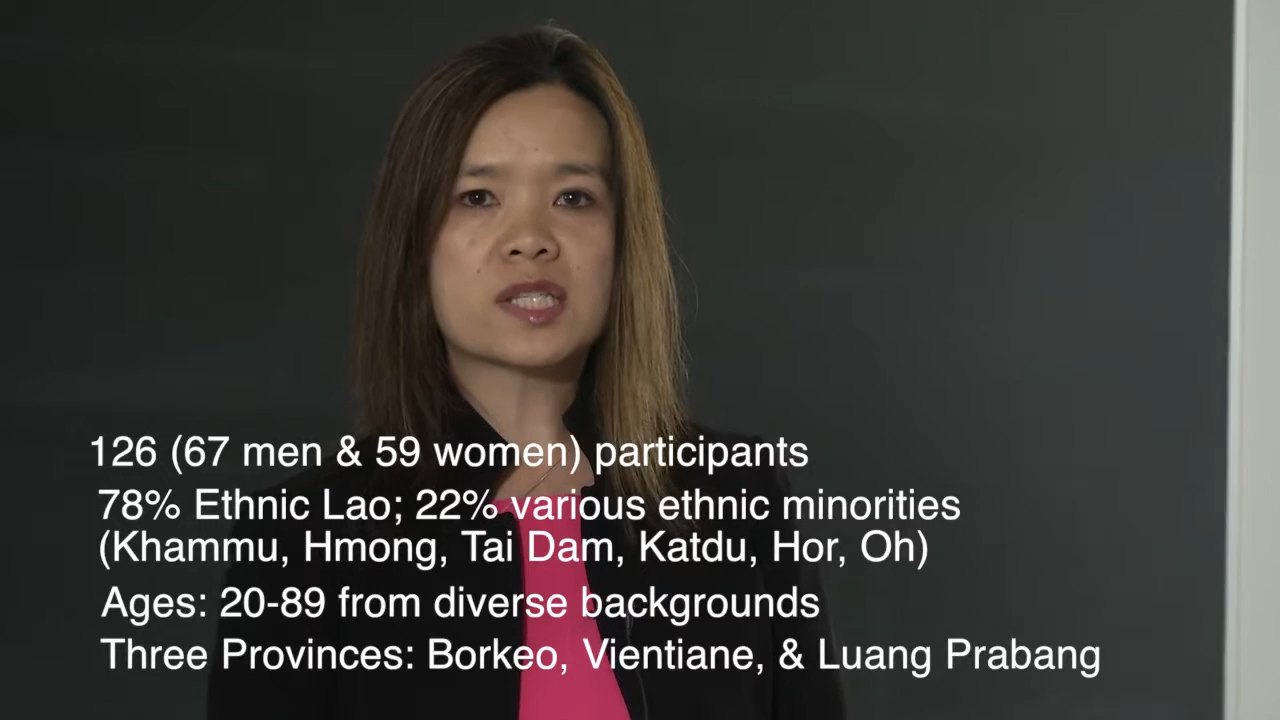 126 (67 men & 59 women) participants
78% Ethnic Lao; 22% various ethnic minorities
(Khammu, Hmong, Tai Dam, Katdu, Hor, Oh)
Ages: 20-89 from diverse backgrounds
Three Provinces: Borkeo, Vientiane, & Luang Prabang